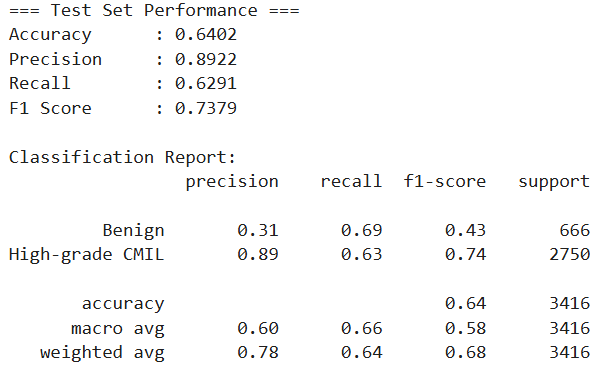 === Test Set Performance ===
Accuracy : 0.6402
Precision : 0.8922
Recall : 0.6291
F1 Score : 0.7379
Classification Report:
precision recall f1-score support
Benign 0.31 0.69 0.43 666
High-grade CMIL 0.89 0.63 0.74 2750
accuracy 0.64 3416
macro avg 0.60 0.66 0.58 3416
weighted avg 0.78 0.64 0.68 3416